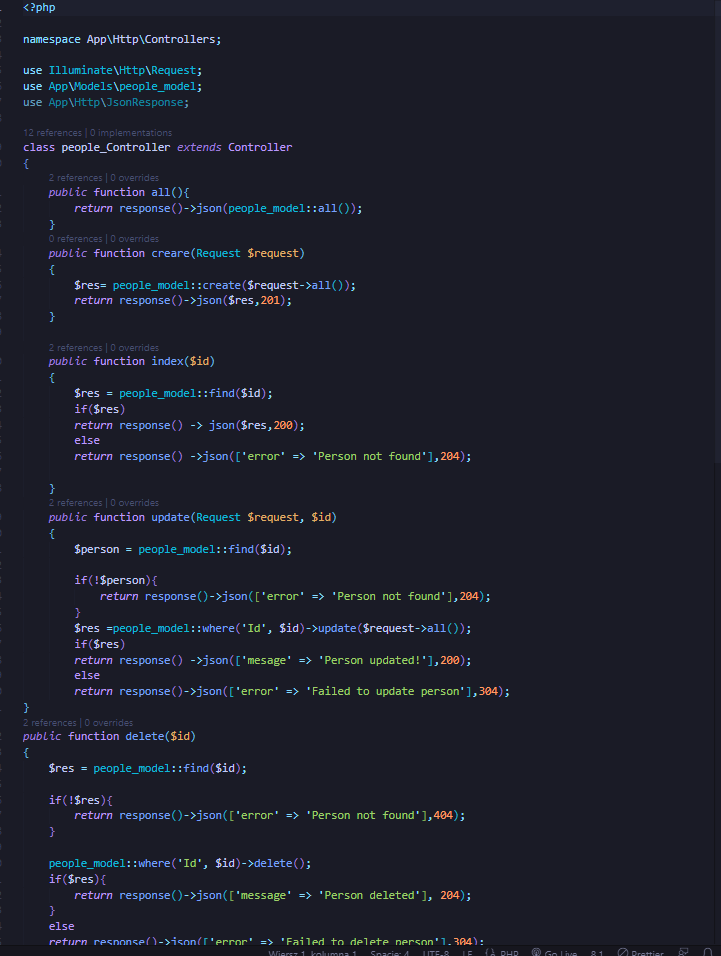 <?php
namespace App\Http\Controllers;
use Illuminate\Http\Request;
use App\Models\people_model;
use App\Http\JsonResponse;
12 references | 0 implementations
class people_Controller extends Controller
{
2 references | 0 overrides
public function all(){
return response()->json(people_model::all());
}
0 references | 0 overrides
public function creare(Request $request)
{
$res= people_model::create($request->all());
return response()->json($res,201);
}
2 references | 0 overrides
public function index($id)
{
$res = people_model::find($id);
if($res)
return response() -> json($res,200);
else
return response() ->json(['error' => 'Person not found'],204);
}
2 references | 0 overrides
public function update(Request $request, $id)
{
$person = people_model::find($id);
if(!$person){
return response()->json(['error' => 'Person not found'],204);
}
$res =people_model::where('Id', $id)->update($request->all());
if($res)
return response() ->json(['mesage' => 'Person updated!'],200);
else
return response()->json(['error' => 'Failed to update person'],304);
}
2 references | 0 overrides
public function delete($id)
{
$res = people_model::find($id);
if(!$res){
return response()->json(['error' => 'Person not found'],404);
}
people_model::where('Id', $id)->delete();
if($res){
return response()->json(['message' => 'Person deleted'], 204);
}
else
return response()->json(['error' => 'Failed to delete person'],304);
Wiersz 1, kolumna 1 Spacje: 4 UTF-8 LF PHP Go Live 8.1 Prettier